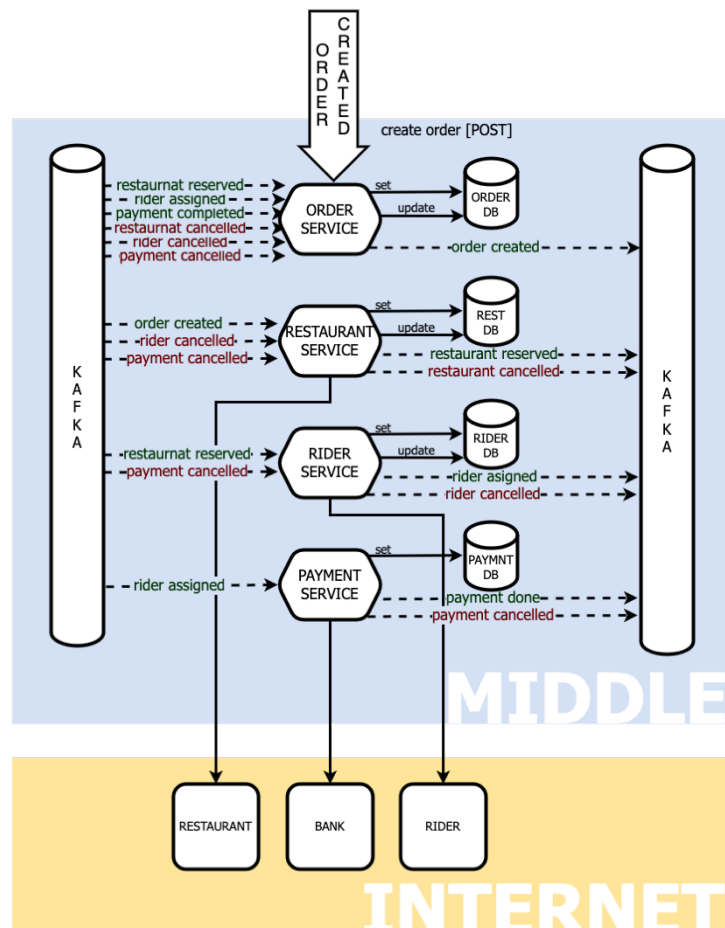 ORDER
CREATED
create order [POST]
restaurnat reserved
rider assigned
payment completed
restaurnat cancelled
rider cancelled
payment cancelled
ORDER
SERVICE
set
update
ORDER
DB
order created
order created
rider cancelled
payment cancelled
RESTAURANT
SERVICE
set
update
REST
DB
restaurant reserved
restaurant cancelled
KAFKA
KAFKA
restaurnat reserved
payment cancelled
RIDER
SERVICE
set
update
RIDER
DB
rider asigned
rider cancelled
rider assigned
PAYMENT
SERVICE
set
PAYMNT
DB
payment done
payment cancelled
MIDDLE
RESTAURANT
BANK
RIDER
INTERNET